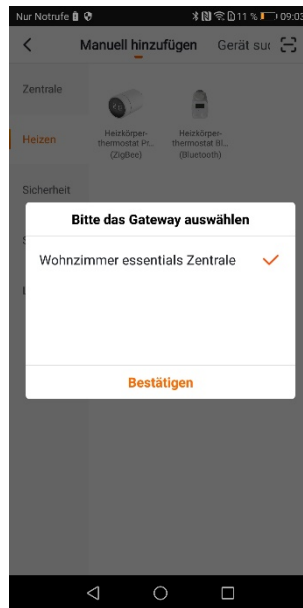 Nur Notrufe 11 % 09:03
Manuell hinzufügen Gerät suc
Zentrale
Heizkörper-
thermostat Pr...
(ZigBee)
Heizkörper-
thermostat III...
(Bluetooth)
Heizen
Sicherheit
Bitte das Gateway auswählen
Wohnzimmer essentials Zentrale
Bestätigen